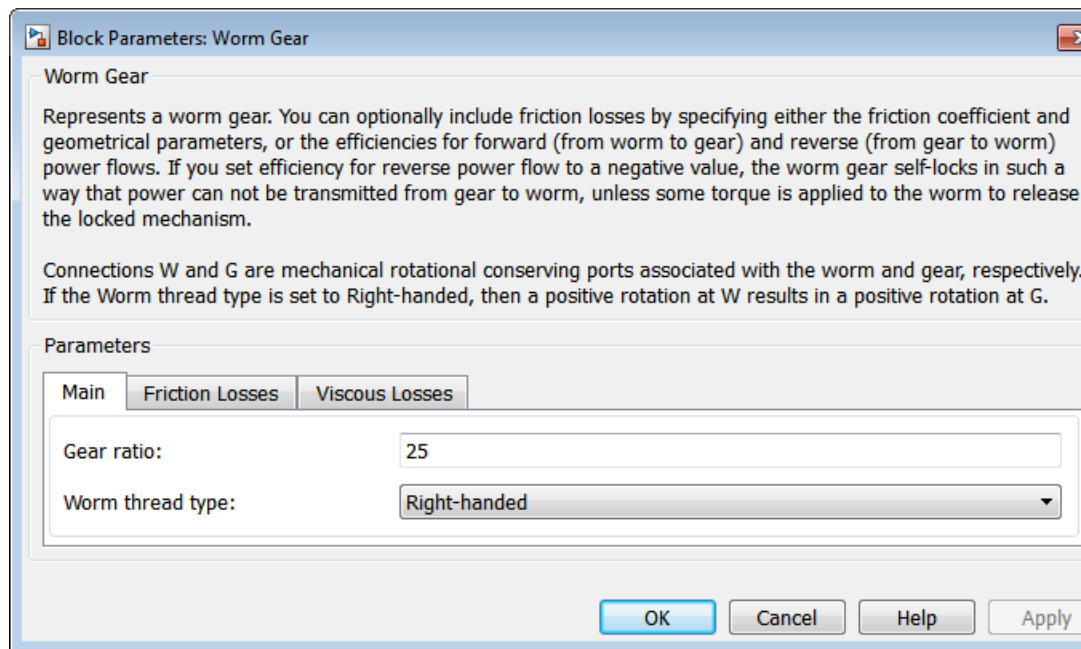 Block Parameters: Worm Gear
Worm Gear
Represents a worm gear. You can optionally include friction losses by specifying either the friction coefficient and
geometrical parameters, or the efficiencies for forward (from worm to gear) and reverse (from gear to worm)
power flows. If you set efficiency for reverse power flow to a negative value, the worm gear self-locks in such a
way that power can not be transmitted from gear to worm, unless some torque is applied to the worm to release
the locked mechanism.
Connections W and G are mechanical rotational conserving ports associated with the worm and gear, respectively.
If the Worm thread type is set to Right-handed, then a positive rotation at W results in a positive rotation at G.
Parameters
Main Friction Losses Viscous Losses
Gear ratio: 25
Worm thread type: Right-handed
OK Cancel Help Apply